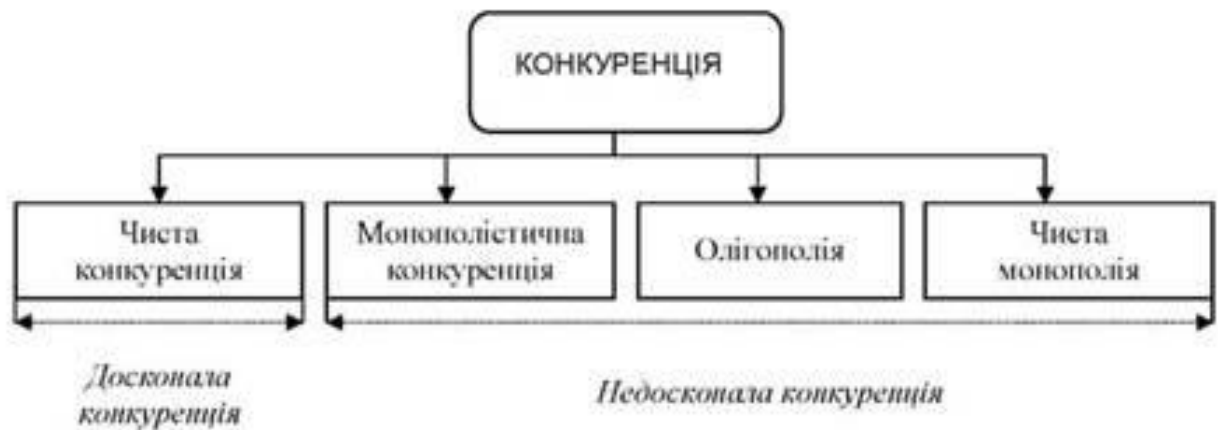 КОНКУРЕНЦІЯ
Чиста
конкуренція
Монополістична
конкуренція
Олігополія
Чиста
монополія
Досконала
конкуренція
Недосконала конкуренція